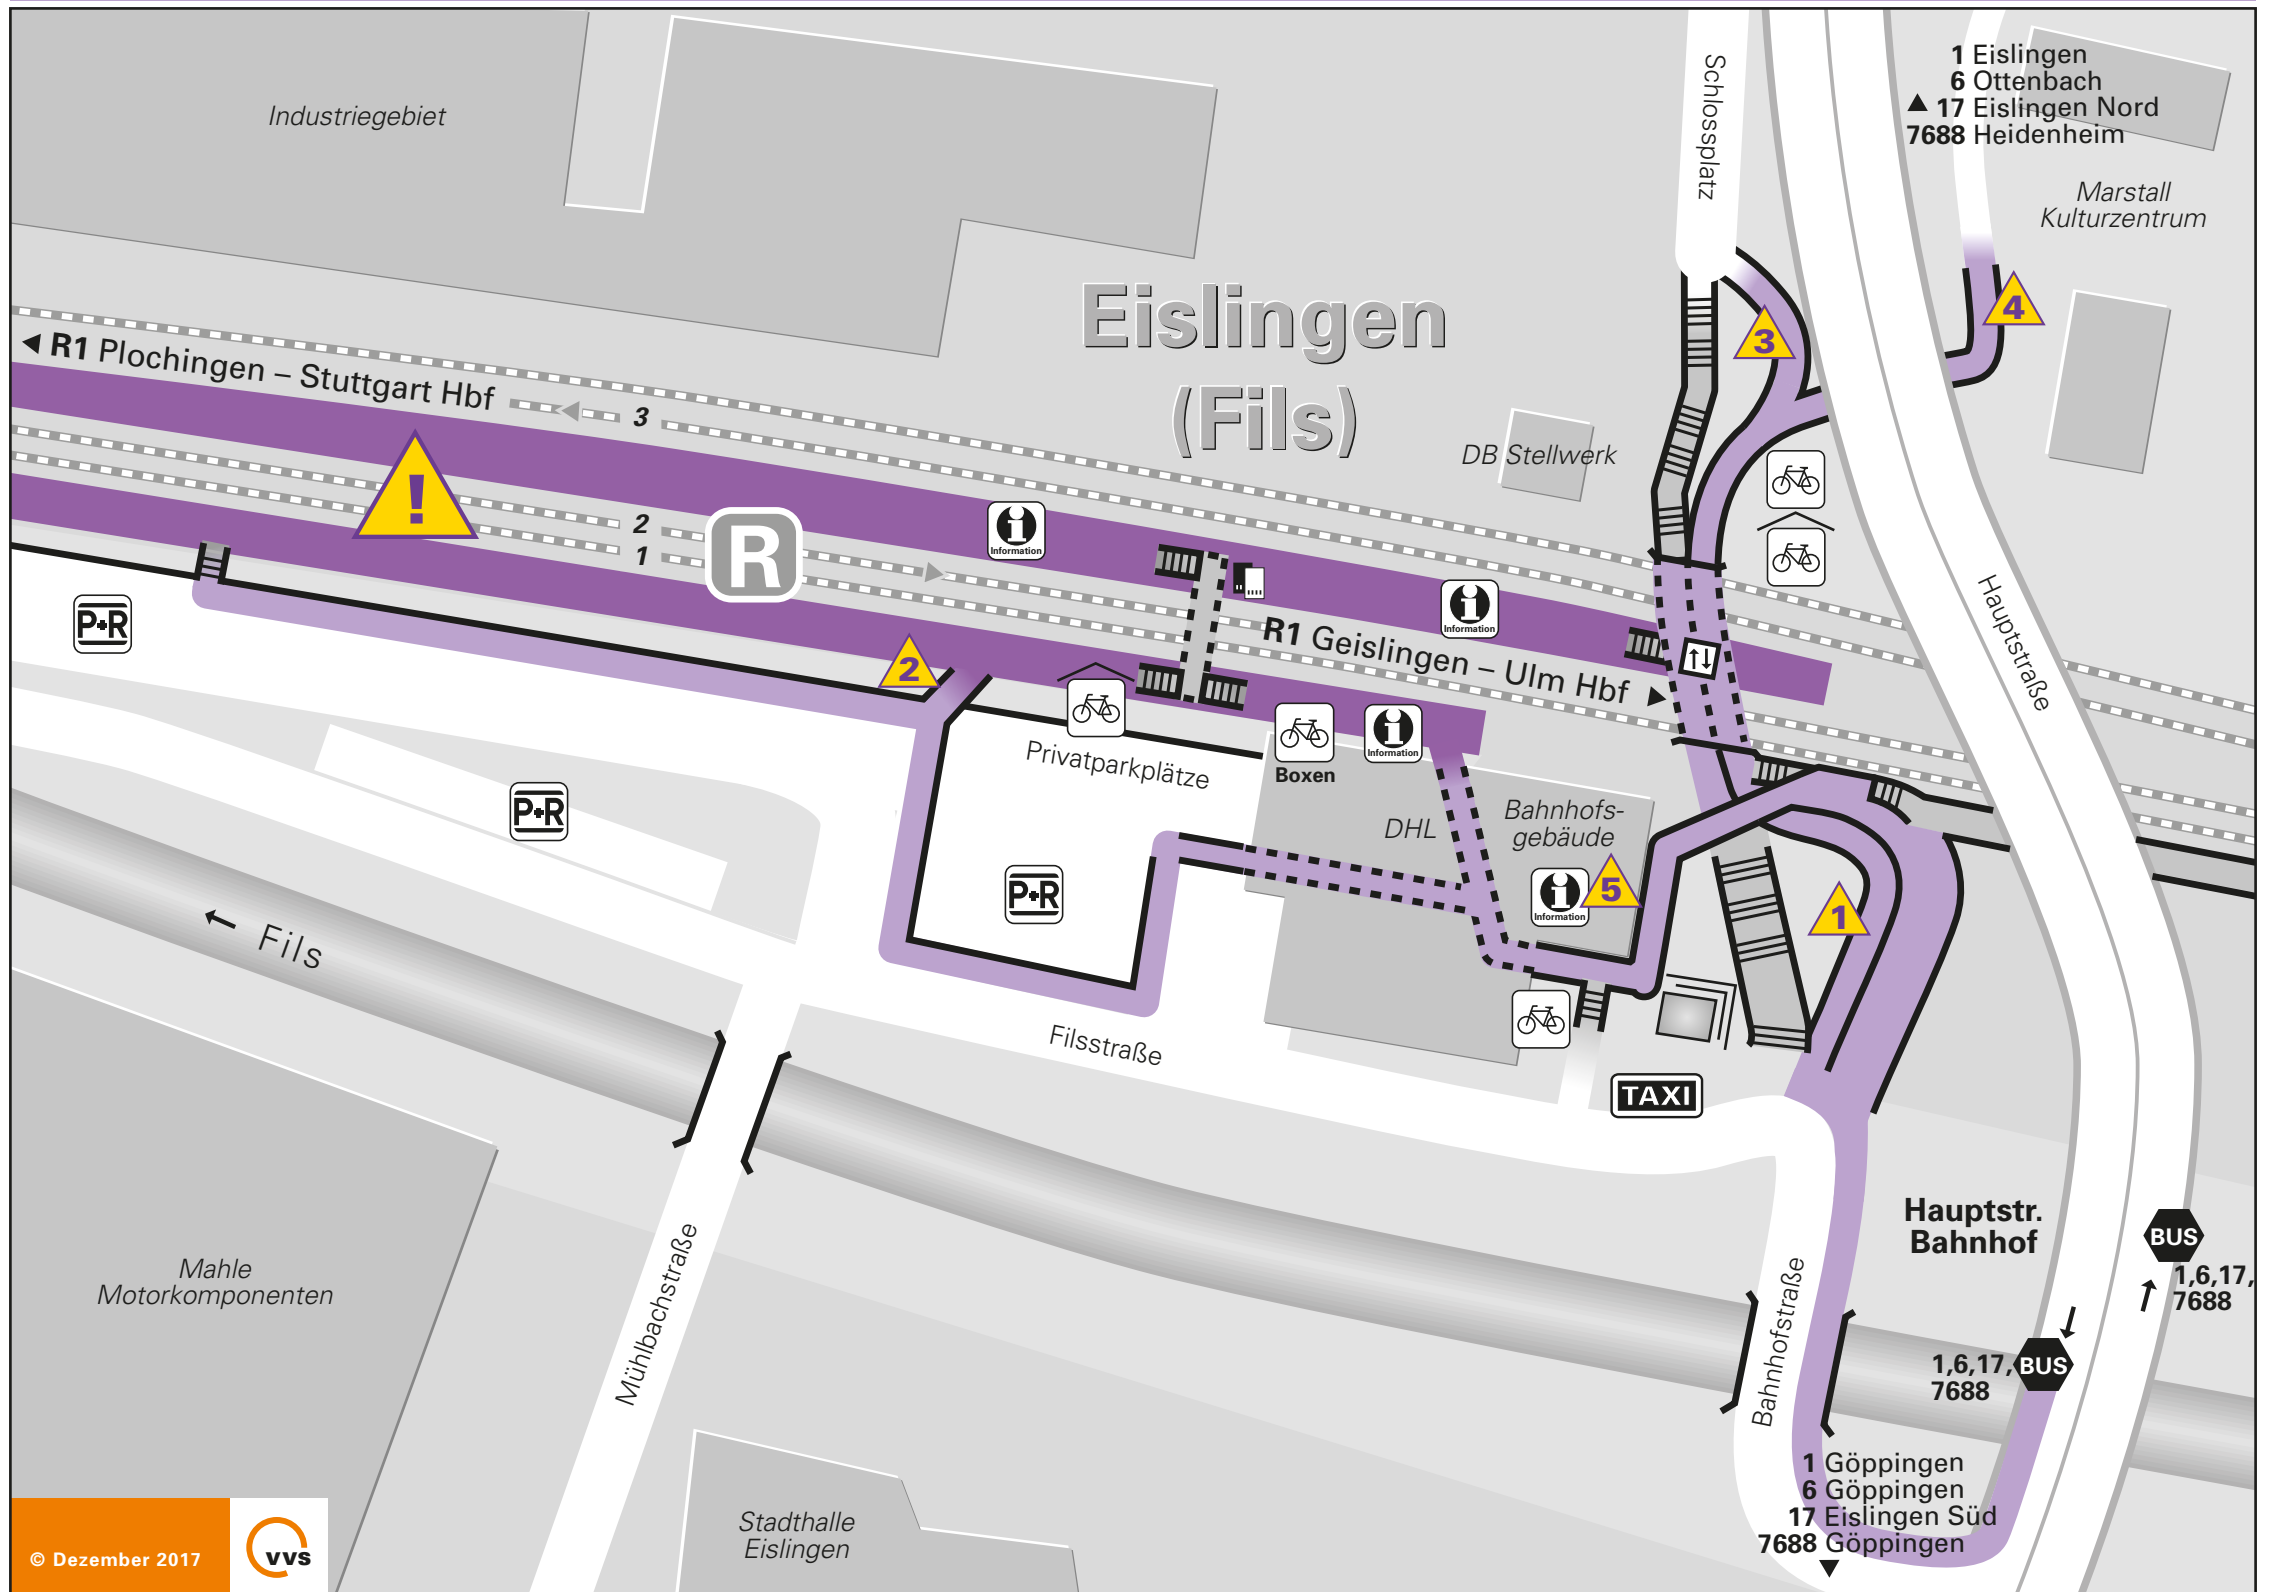 Industriegebiet
Schlossplatz
1 Eislingen
6 Ottenbach
17 Eislingen Nord
7688 Heidenheim
Marstall
Kulturzentrum
Eislingen
(Fils)
4
3
R1 Plochingen – Stuttgart Hbf
3
DB Stellwerk
!
2
1
R
i
Information
i
Information
R1 Geislingen – Ulm Hbf
Hauptstraße
P+R
2
Privatparkplätze
Boxen
i
Information
P+R
DHL
Bahnhofs-
gebäude
P+R
i
Information
5
1
Fils
Filsstraße
TAXI
Hauptstr.
Bahnhof
BUS
1,6,17,
7688
BUS
1,6,17,
7688
Mahle
Motorkomponenten
Mühlbachstraße
Bahnhofstraße
1 Göppingen
6 Göppingen
17 Eislingen Süd
7688 Göppingen
Stadthalle
Eislingen
© Dezember 2017
vvs